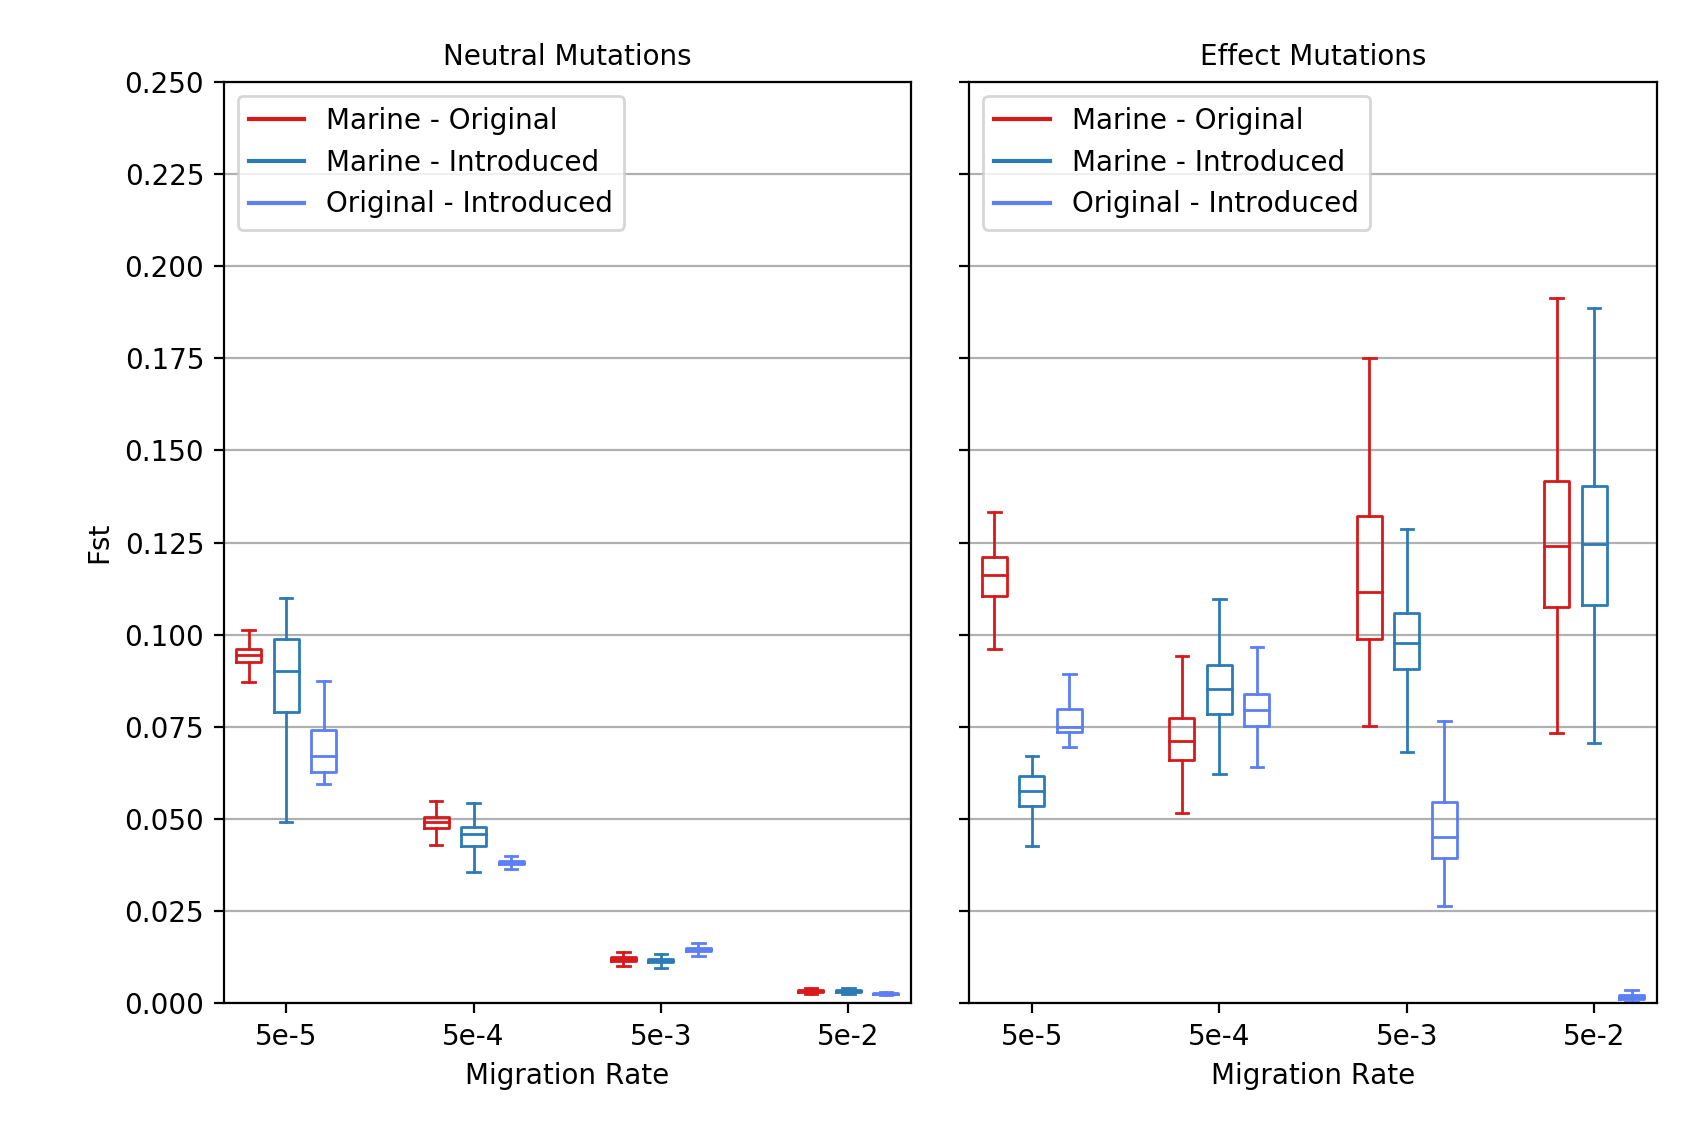 Neutral Mutations
0.250
0.225
0.200
0.175
0.150
0.125
0.100
0.075
0.050
0.025
0.000
Fst
Marine - Original
Marine - Introduced
Original - Introduced
5e-5 5e-4 5e-3 5e-2
Migration Rate
Effect Mutations
Marine - Original
Marine - Introduced
Original - Introduced
5e-5 5e-4 5e-3 5e-2
Migration Rate